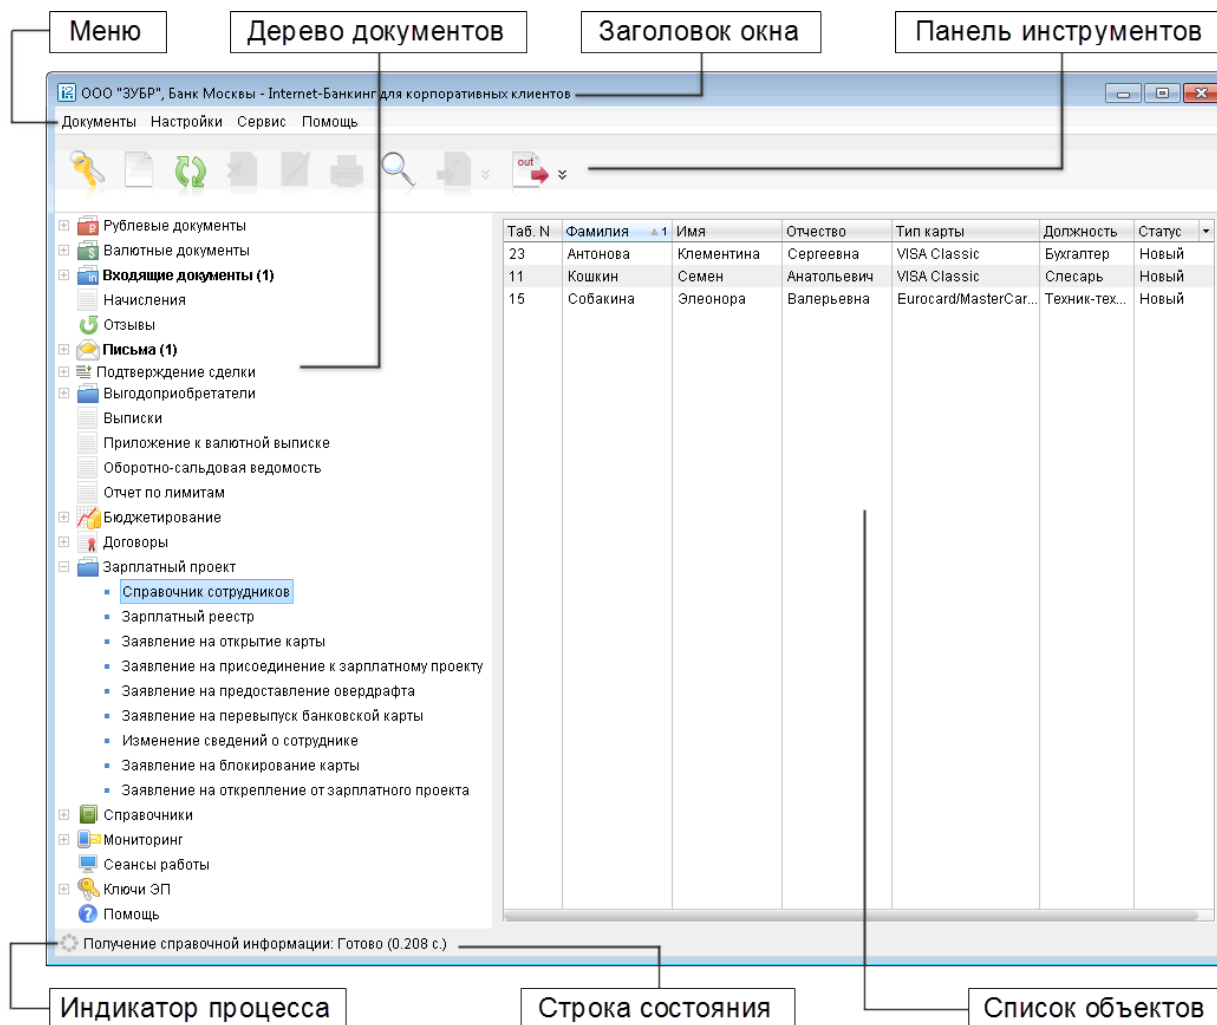 Меню
Дерево документов
Заголовок окна
Панель инструментов
ООО "ЗУБР", Банк Москвы - Internet-Банкинг для корпоративных клиентов
Документы Настройки Сервис Помощь
out
Рублевые документы
Валютные документы
Входящие документы (1)
Начисления
Отзывы
Письма (1)
Подтверждение сделки
Выгодоприобретатели
Выписки
Приложение к валютной выписке
Оборотно-сальдовая ведомость
Отчет по лимитам
Бюджетирование
Договоры
Зарплатный проект
Справочник сотрудников
Зарплатный реестр
Заявление на открытие карты
Заявление на присоединение к зарплатному проекту
Заявление на предоставление овердрафта
Заявление на перевыпуск банковской карты
Изменение сведений о сотруднике
Заявление на блокирование карты
Заявление на открепление от зарплатного проекта
Справочники
Мониторинг
Сеансы работы
Ключи ЭП
Помощь
Таб. N Фамилия 1 Имя Отчество Тип карты Должность Статус
23 Антонова Клементина Сергеевна VISA Classic Бухгалтер Новый
11 Кошкин Семен Анатольевич VISA Classic Слесарь Новый
15 Собакина Элеонора Валерьевна Eurocard/MasterCar... Техник-тех... Новый
Получение справочной информации: Готово (0.208 с.)
Индикатор процесса
Строка состояния
Список объектов